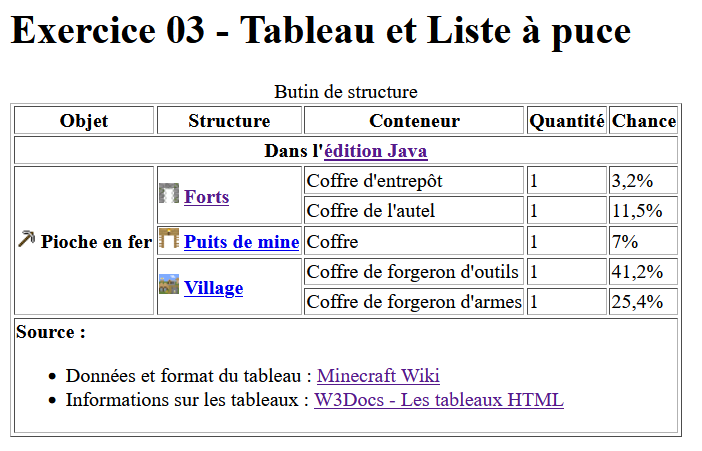 Exercice 03 - Tableau et Liste à puce
Butin de structure
Objet Structure Conteneur Quantité Chance
Dans l'édition Java
Pioche en fer Forts Coffre d'entrepôt 1 3,2%
Coffre de l'autel 1 11,5%
Puits de mine Coffre 1 7%
Village Coffre de forgeron d'outils 1 41,2%
Coffre de forgeron d'armes 1 25,4%
Source :
• Données et format du tableau : Minecraft Wiki
• Informations sur les tableaux : W3Docs - Les tableaux HTML